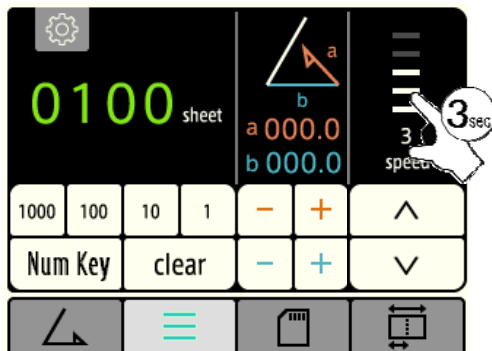 0100 sheet
a
b
a 000.0
b 000.0
3
speed
3sec.
1000 100 10 1 - +
Num Key clear - +